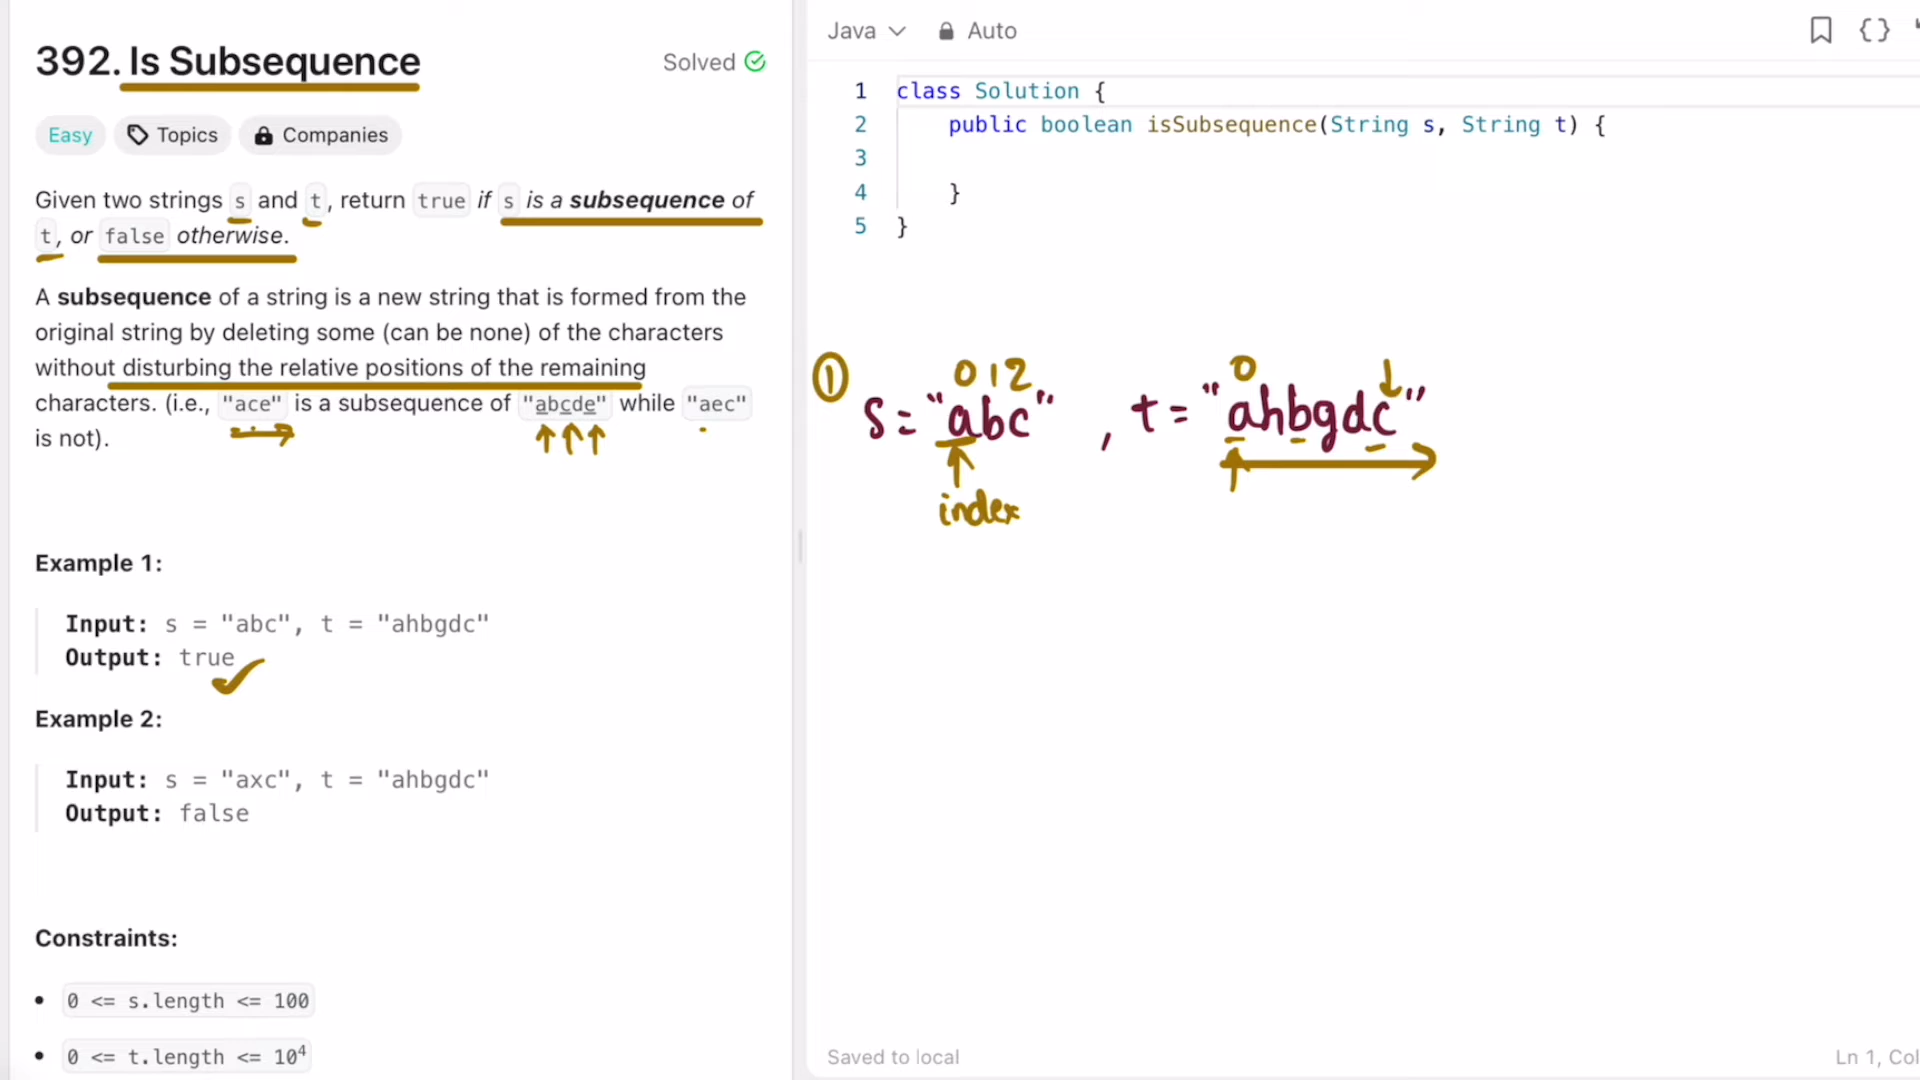 392. Is Subsequence
Solved
Easy Topics Companies
Given two strings s and t, return true if s is a subsequence of
t, or false otherwise.
A subsequence of a string is a new string that is formed from the
original string by deleting some (can be none) of the characters
without disturbing the relative positions of the remaining
characters. (i.e., "ace" is a subsequence of "abcde" while "aec"
is not).
Example 1:
Input: s = "abc", t = "ahbgdc"
Output: true
Example 2:
Input: s = "axc", t = "ahbgdc"
Output: false
Constraints:
• 0 <= s.length <= 100
• 0 <= t.length <= 10⁴
Java Auto
{}
1 class Solution {
2 public boolean isSubsequence(String s, String t) {
3
4 }
5 }
① 0 1 2 0
s = "abc" , t = "ahbgdc"
index
Saved to local
Ln 1, Col